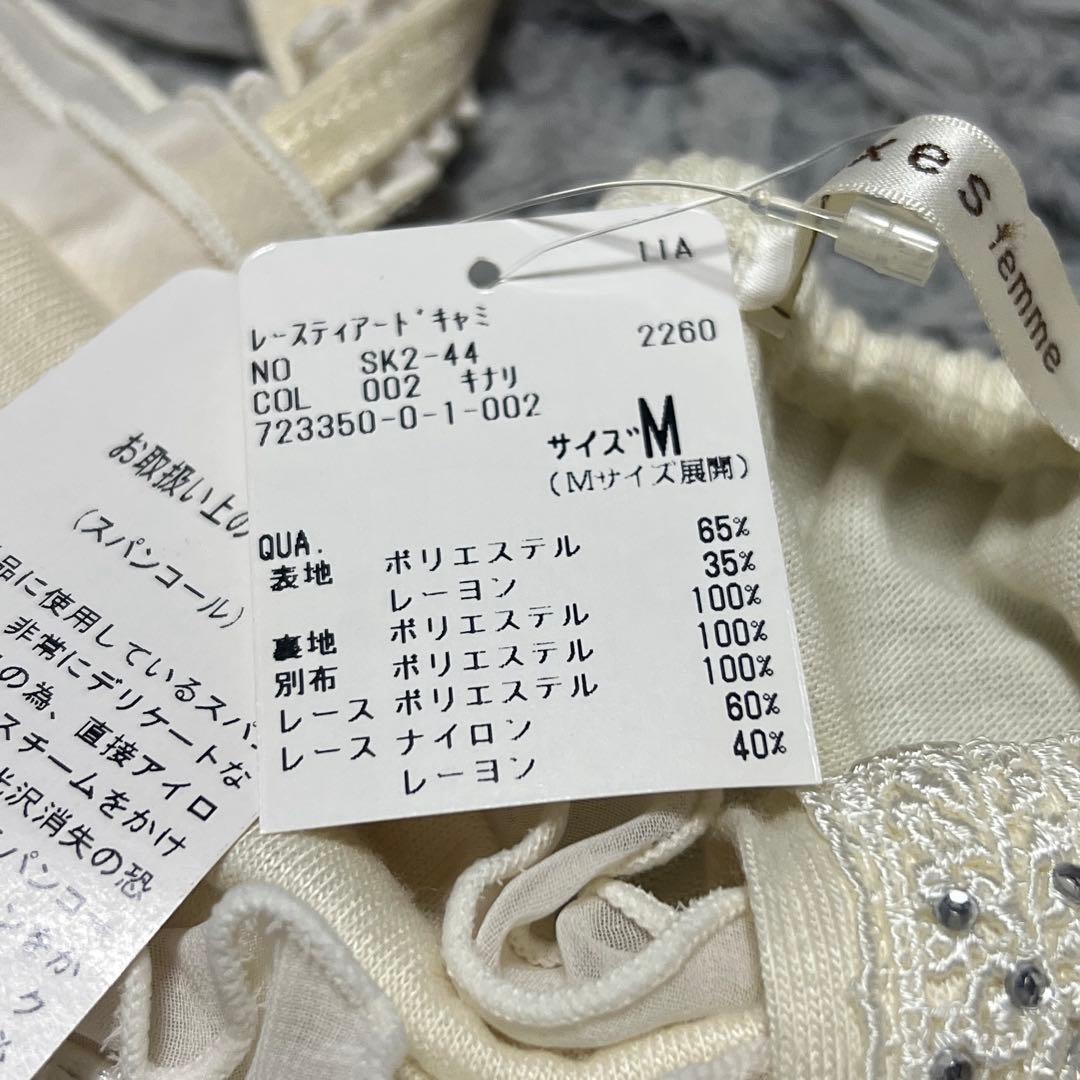 11A
レースティアードキャミ
2260
NO SK2-44
COL 002 キナリ
723350-0-1-002
サイズ M
(Mサイズ展開)
QUA.
表地 ポリエステル 65%
レーヨン 35%
裏地 ポリエステル 100%
別布 ポリエステル 100%
レース ポリエステル 100%
レース ナイロン 60%
レーヨン 40%
お取扱い上の
(スパンコール)
品に使用しているスパ
非常にデリケートな
の為、直接アイロ
スチームをかけ
光沢消失の恐
パンコー
ンをか
ク
xes femme